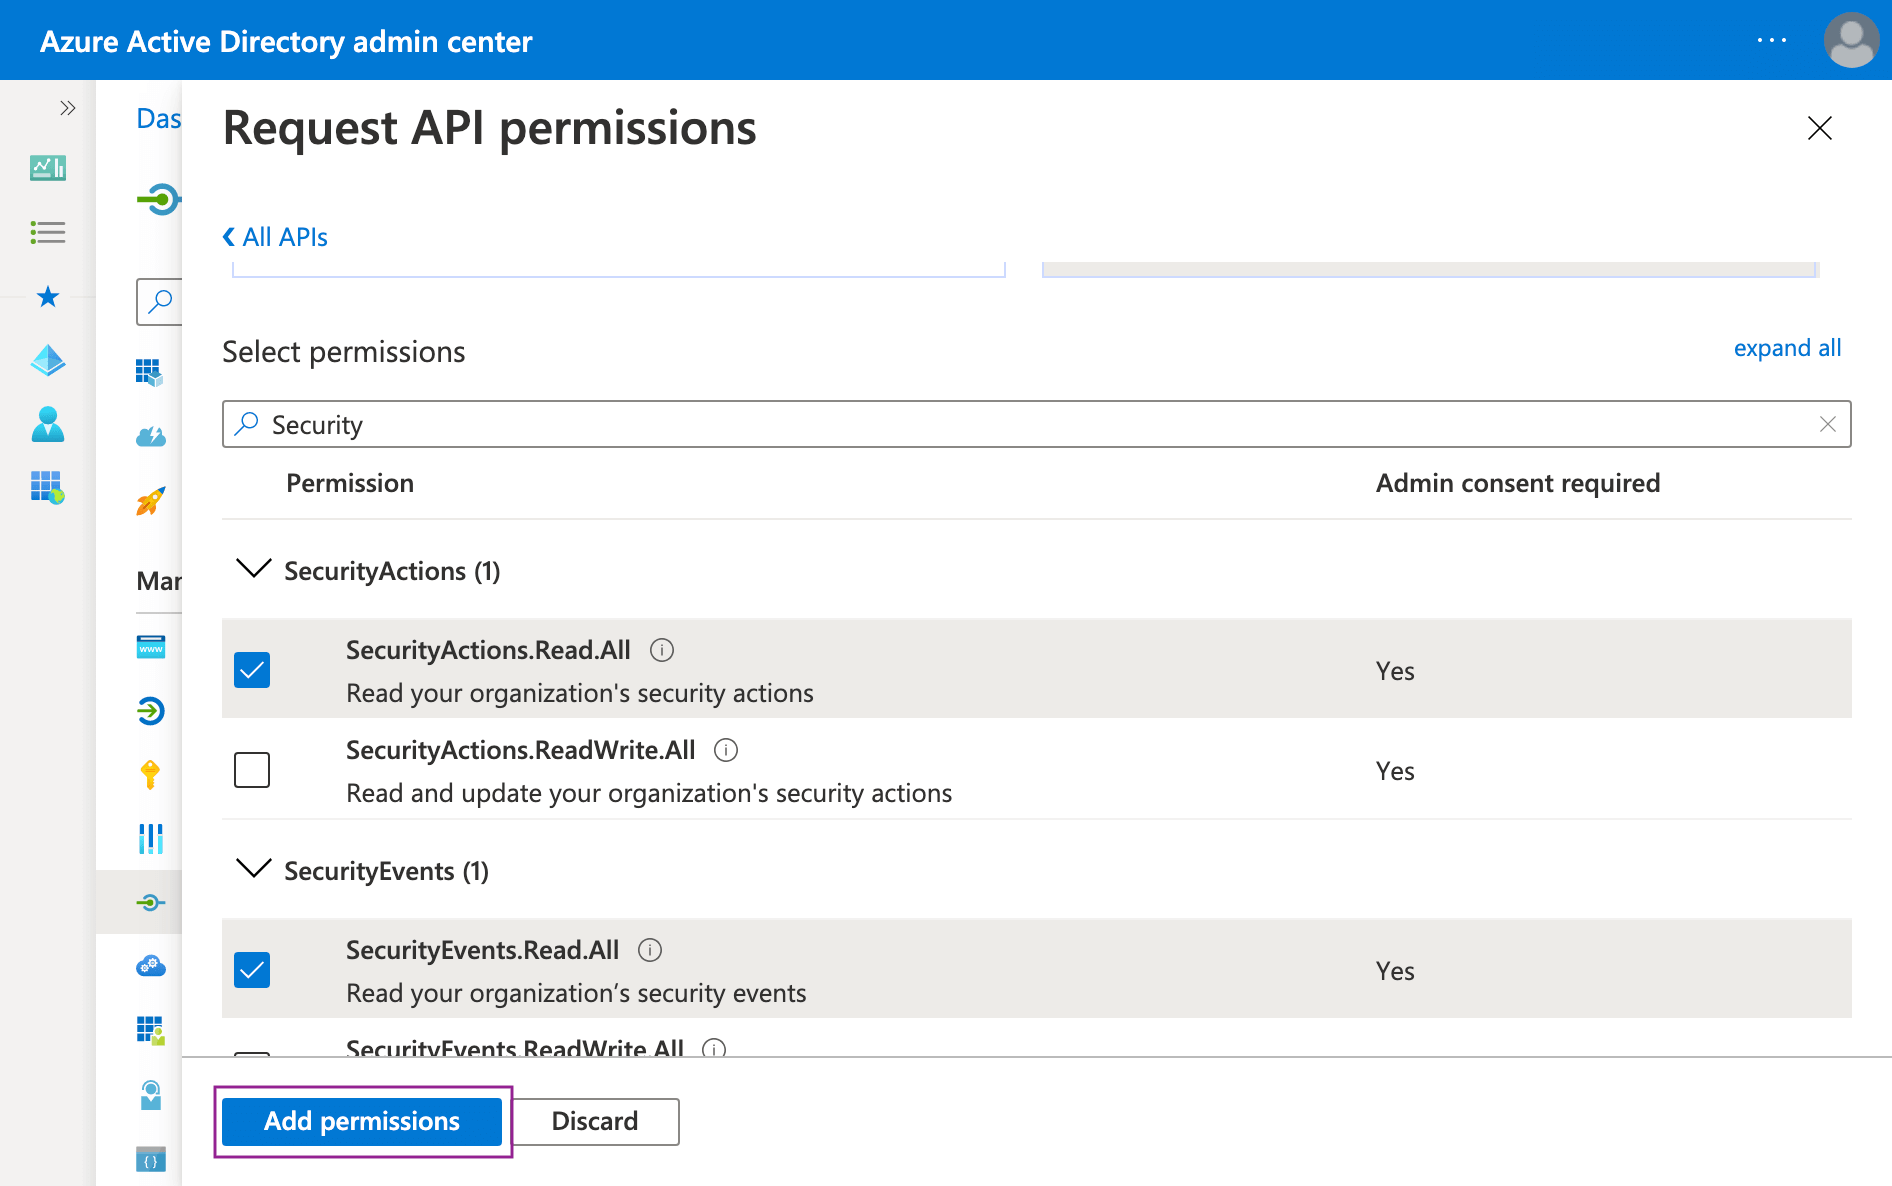 Azure Active Directory admin center
Das
Request API permissions
All APIs
Select permissions
expand all
Security
Permission
Admin consent required
Mar
SecurityActions (1)
www
SecurityActions.Read.All
Read your organization's security actions
Yes
SecurityActions.ReadWrite.All
Read and update your organization's security actions
Yes
SecurityEvents (1)
SecurityEvents.Read.All
Read your organization’s security events
Yes
SecurityEvents.ReadWrite.All
Add permissions
Discard